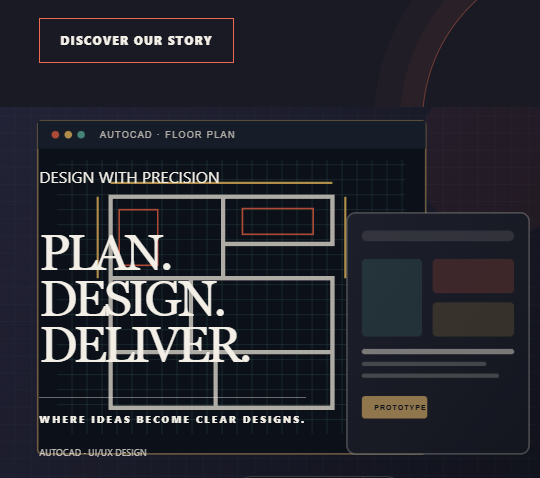 DISCOVER OUR STORY
AUTOCAD · FLOOR PLAN
DESIGN WITH PRECISION
PLAN.
DESIGN.
DELIVER.
PROTOTYPE
WHERE IDEAS BECOME CLEAR DESIGNS.
AUTOCAD · UI/UX DESIGN